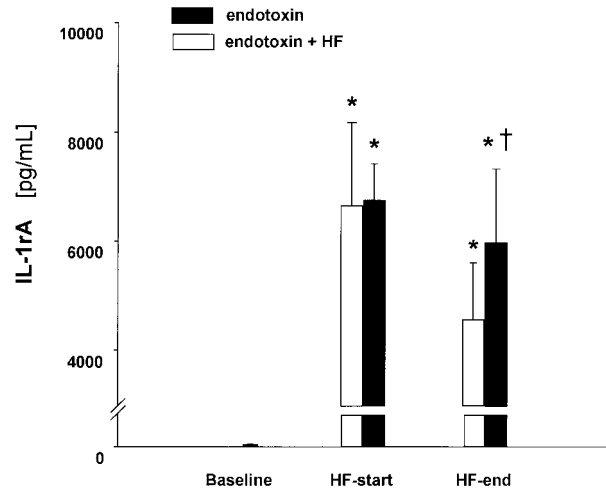 endotoxin
endotoxin + HF
IL-1rA [pg/mL]
10000
8000
6000
4000
0
*
*
* †
*
Baseline HF-start HF-end